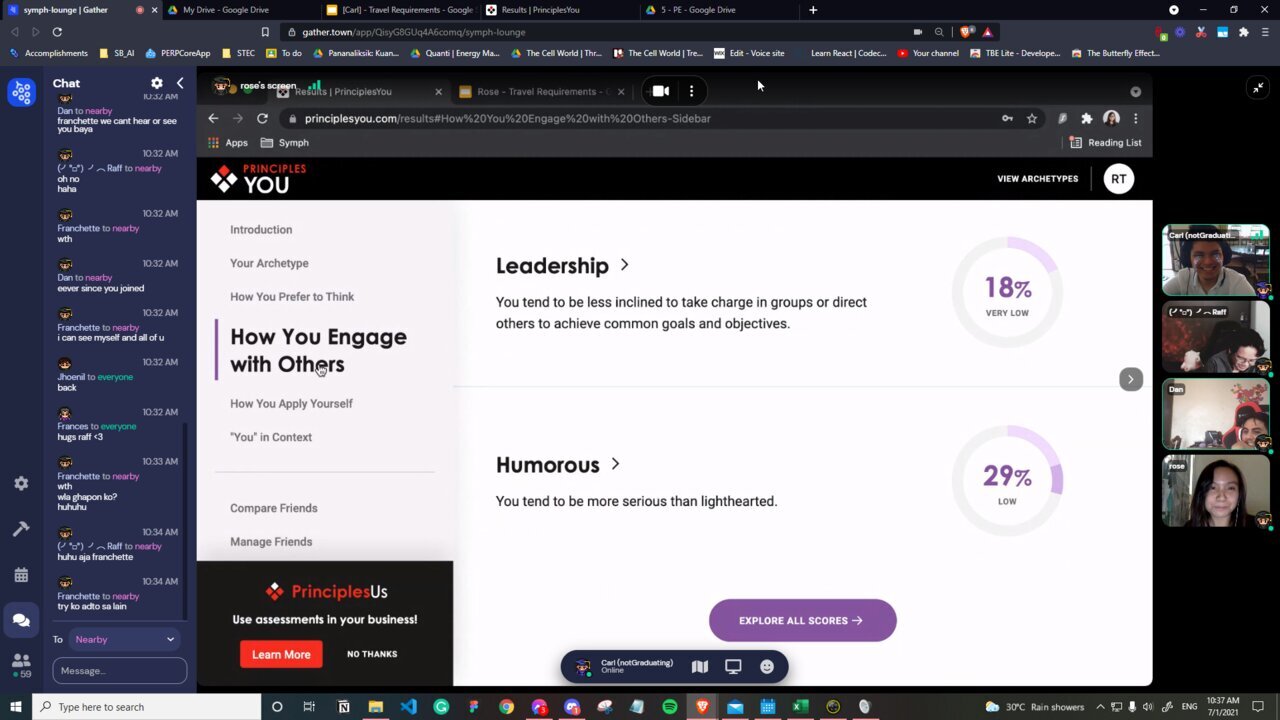 symph-lounge | Gather
My Drive - Google Drive
[Carl] - Travel Requirements - Google
Results | PrinciplesYou
5 - PE - Google Drive
gather.town/app/QisyG8GUq4A6comq/symph-lounge
Accomplishments
SB_AI
PERPCoreApp
STEC
To do
Pananaliksik: Kuan...
Quanti | Energy Ma...
The Cell World | Thr...
The Cell World | Tre...
Edit - Voice site
Learn React | Codec...
Your channel
TBE Lite - Develope...
The Butterfly Effect...
Chat
10:32 AM
Dan to nearby
franchette we cant hear or see
you baya
10:32 AM
Raff to nearby
oh no
haha
10:32 AM
Franchette to nearby
wth
10:32 AM
Dan to nearby
eever since you joined
10:32 AM
Franchette to nearby
i can see myself and all of u
10:32 AM
Jhoenil to everyone
back
10:32 AM
Frances to everyone
hugs raff <3
10:33 AM
Franchette to nearby
wth
wla ghapon ko?
huhuhu
10:34 AM
Raff to nearby
huhu aja franchette
10:34 AM
Franchette to nearby
try ko adto sa lain
To
Nearby
Message...
59
rose's screen
Results | PrinciplesYou
Rose - Travel Requirements - G
principlesyou.com/results#How%20You%20Engage%20with%20Others-Sidebar
Apps
Symph
Reading List
PRINCIPLES
YOU
VIEW ARCHETYPES
RT
Introduction
Your Archetype
How You Prefer to Think
How You Engage
with Others
How You Apply Yourself
"You" in Context
Compare Friends
Manage Friends
PrinciplesUs
Use assessments in your business!
Learn More
NO THANKS
Leadership
You tend to be less inclined to take charge in groups or direct
others to achieve common goals and objectives.
18%
VERY LOW
Humorous
You tend to be more serious than lighthearted.
29%
LOW
EXPLORE ALL SCORES
Carl (notGraduating)
Online
Carl (notGraduati...
Raff
Dan
rose
Type here to search
30°C Rain showers
10:37 AM
7/1/2021